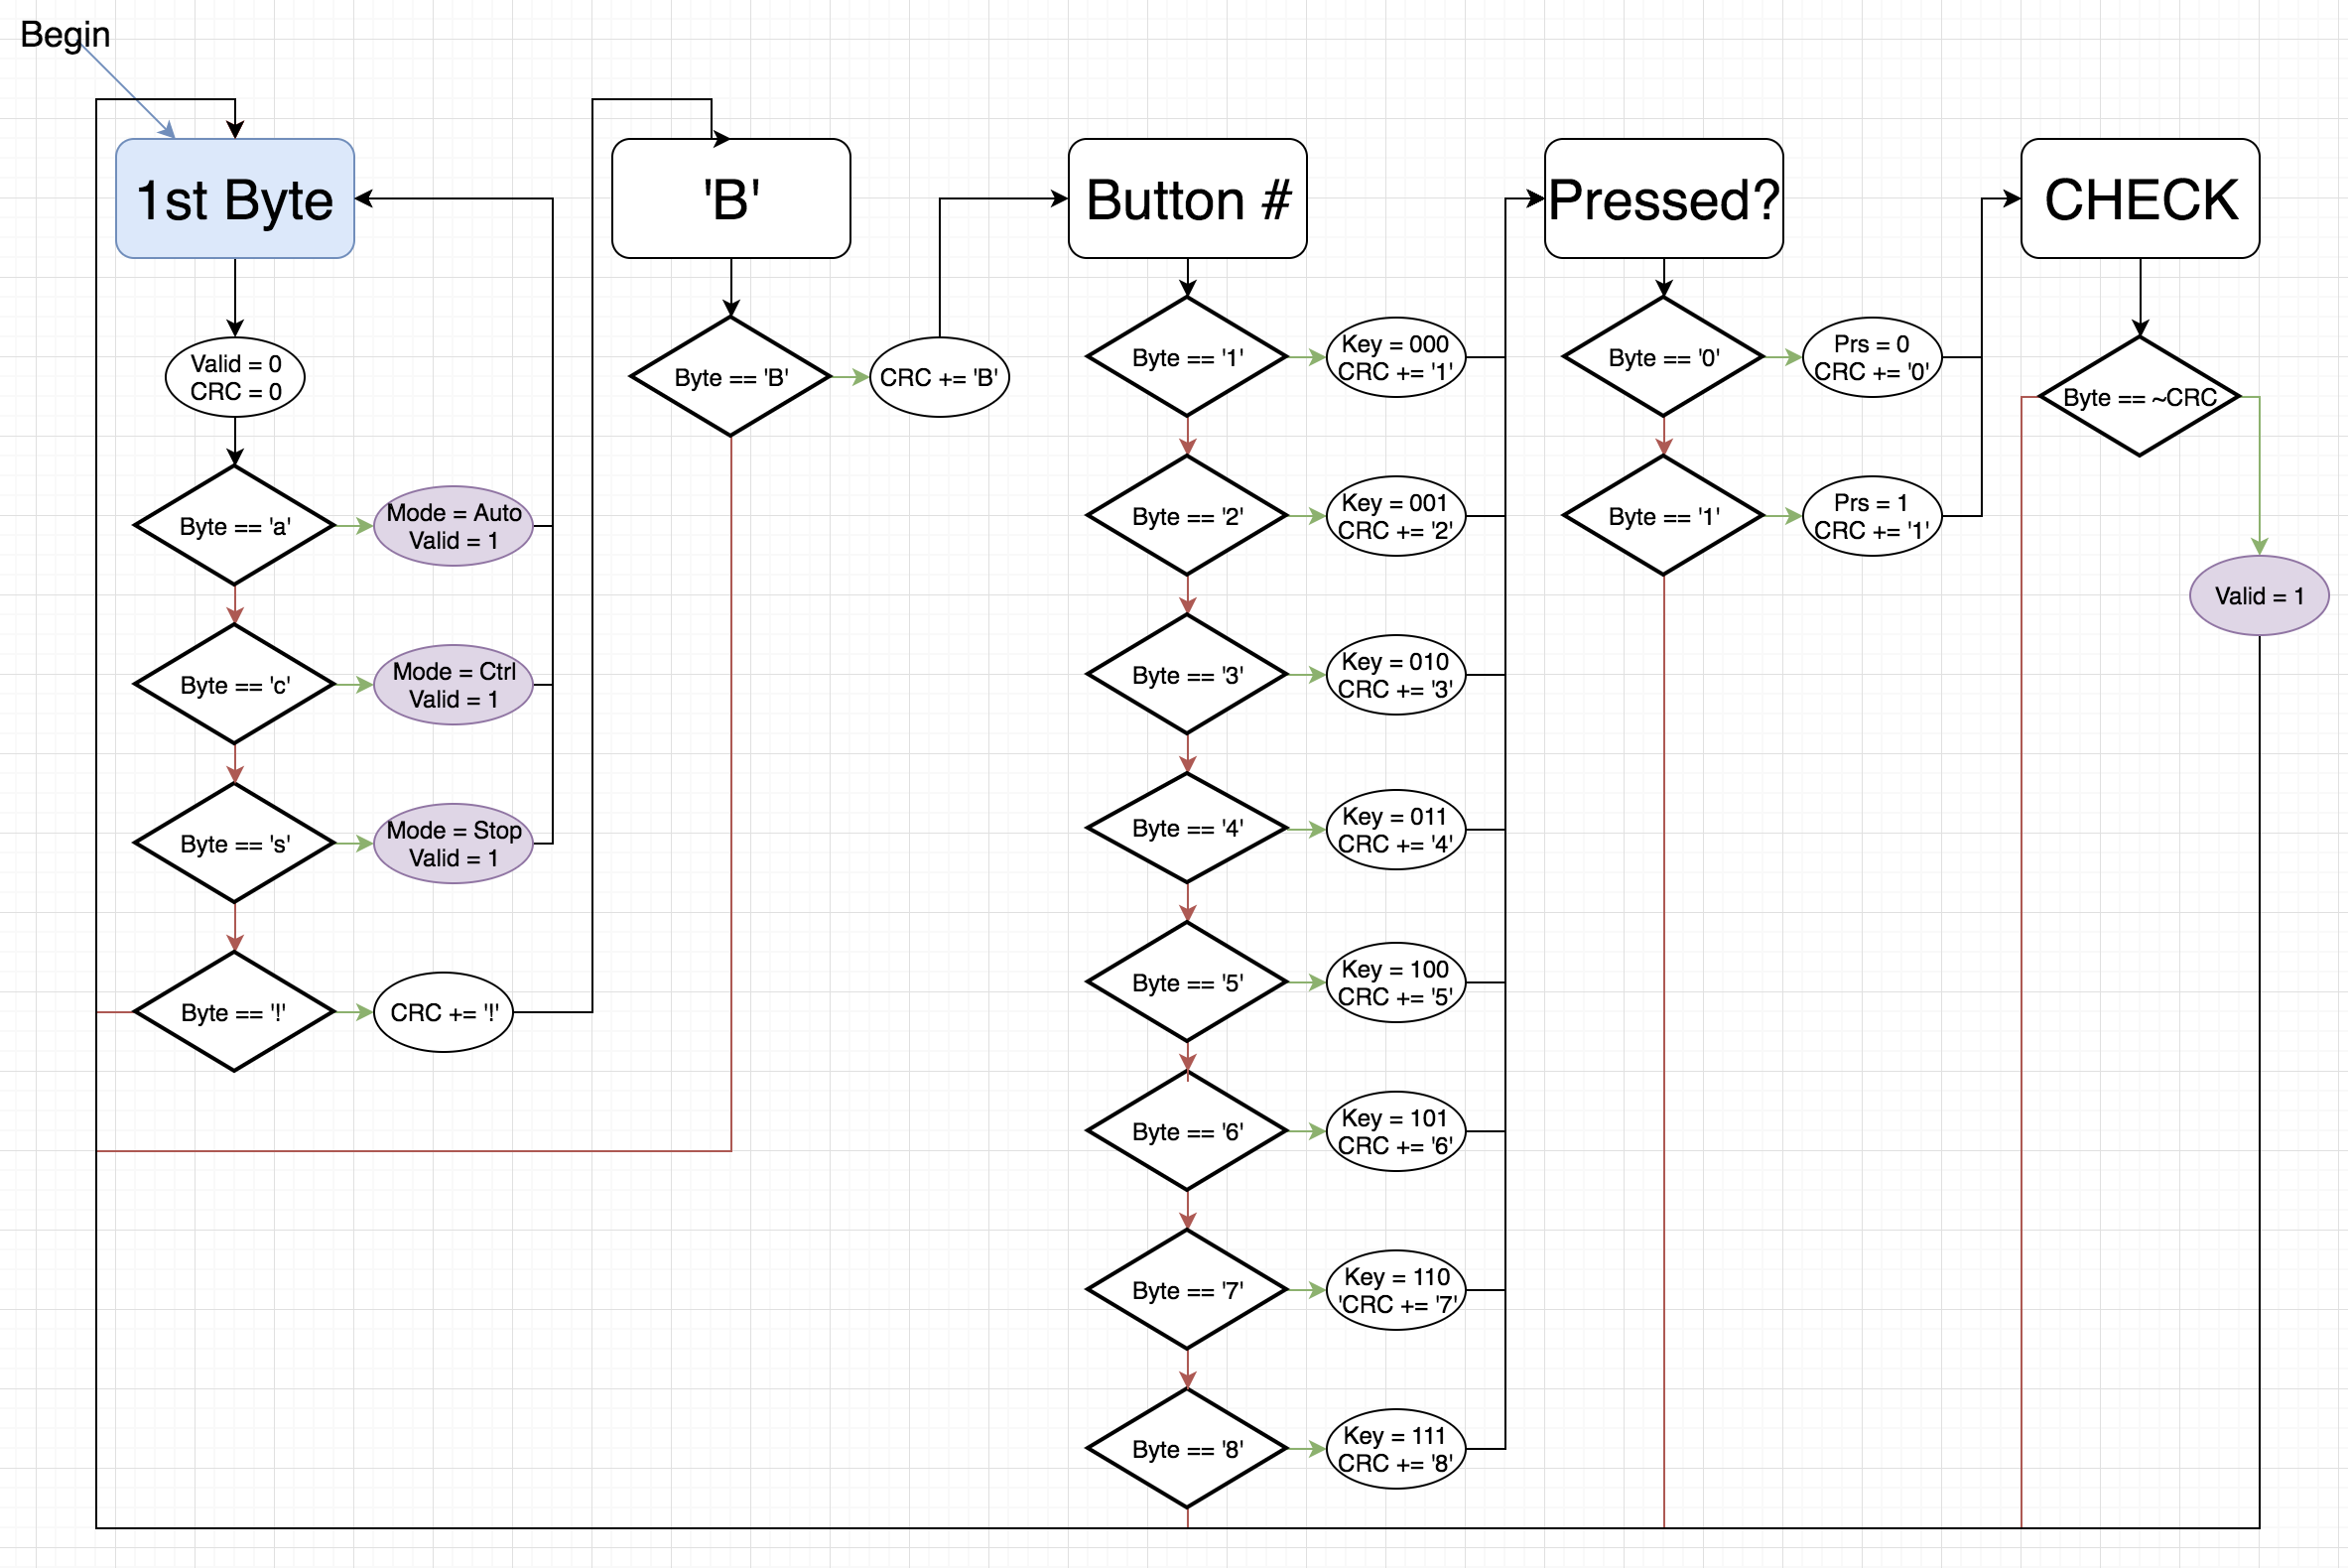 Begin
1st Byte
Valid = 0
CRC = 0
Byte == 'a'
Mode = Auto
Valid = 1
Byte == 'c'
Mode = Ctrl
Valid = 1
Byte == 's'
Mode = Stop
Valid = 1
Byte == '!'
CRC += '!'
'B'
Byte == 'B'
CRC += 'B'
Button #
Byte == '1'
Key = 000
CRC += '1'
Byte == '2'
Key = 001
CRC += '2'
Byte == '3'
Key = 010
CRC += '3'
Byte == '4'
Key = 011
CRC += '4'
Byte == '5'
Key = 100
CRC += '5'
Byte == '6'
Key = 101
CRC += '6'
Byte == '7'
Key = 110
'CRC += '7'
Byte == '8'
Key = 111
CRC += '8'
Pressed?
Byte == '0'
Prs = 0
CRC += '0'
Byte == '1'
Prs = 1
CRC += '1'
CHECK
Byte == ~CRC
Valid = 1